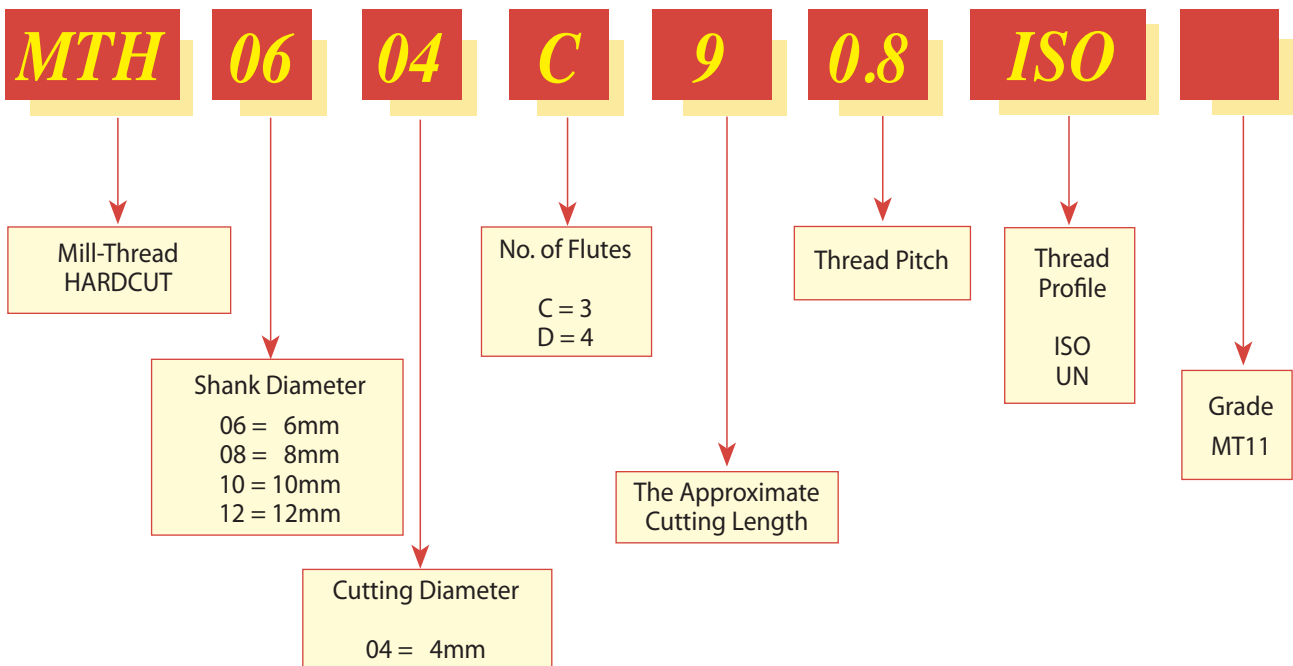 MTH 06 04 C 9 0.8 ISO
Mill-Thread
HARDCUT
Shank Diameter
06 = 6mm
08 = 8mm
10 = 10mm
12 = 12mm
Cutting Diameter
04 = 4mm
No. of Flutes
C = 3
D = 4
The Approximate
Cutting Length
Thread Pitch
Thread
Profile
ISO
UN
Grade
MT11